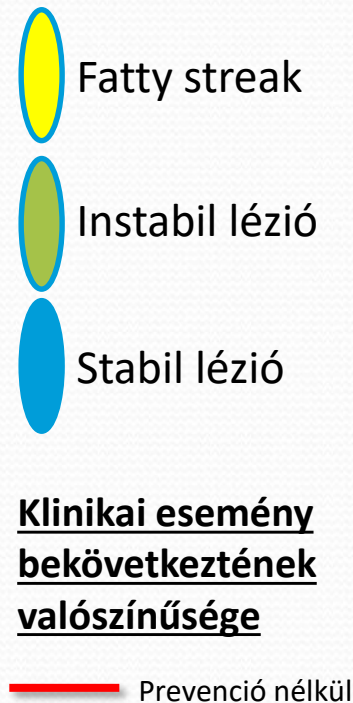 Fatty streak
Instabil lézió
Stabil lézió
Klinikai esemény
bekövetkeztének
valószínűsége
Prevenció nélkül